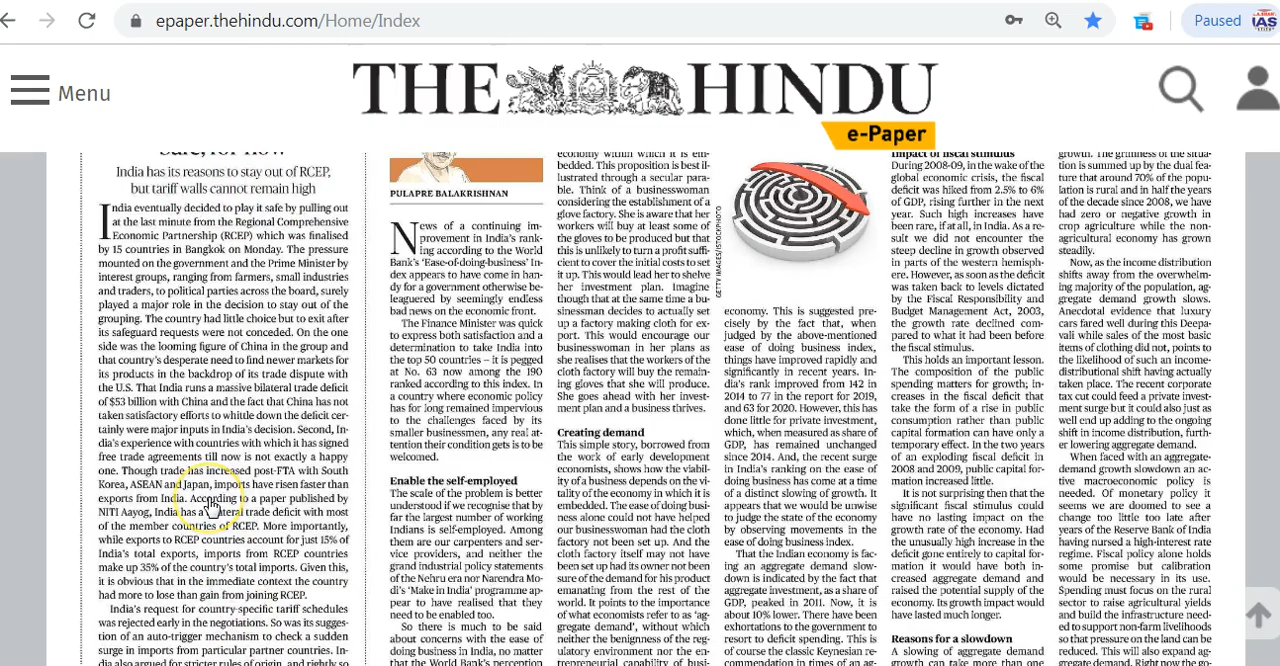 epaper.thehindu.com/Home/Index
Paused
IAS
Menu
THE HINDU
e-Paper
Safe, for now
India has its reasons to stay out of RCEP,
but tariff walls cannot remain high
India eventually decided to play it safe by pulling out
at the last minute from the Regional Comprehensive
Economic Partnership (RCEP) which was finalised
by 15 countries in Bangkok on Monday. The pressure
mounted on the government and the Prime Minister by
interest groups, ranging from farmers, small industries
and traders, to political parties across the board, surely
played a major role in the decision to stay out of the
grouping. The country had little choice but to exit after
its safeguard requests were not conceded. On the one
side was the looming figure of China in the group and
that country's desperate need to find newer markets for
its products in the backdrop of its trade dispute with
the U.S. That India runs a massive bilateral trade deficit
of $53 billion with China and the fact that China has not
taken satisfactory efforts to whittle down the deficit cer-
tainly were major inputs in India's decision. Second, In-
dia's experience with countries with which it has signed
free trade agreements till now is not exactly a happy
one. Though trade has increased post-FTA with South
Korea, ASEAN and Japan, imports have risen faster than
exports from India. According to a paper published by
NITI Aayog, India has a bilateral trade deficit with most
of the member countries of RCEP. More importantly,
while exports to RCEP countries account for just 15% of
India's total exports, imports from RCEP countries
make up 35% of the country's total imports. Given this,
it is obvious that in the immediate context the country
had more to lose than gain from joining RCEP.
India's request for country-specific tariff schedules
was rejected early in the negotiations. So was its sugges-
tion of an auto-trigger mechanism to check a sudden
surge in imports from particular partner countries. In-
dia also argued for stricter rules of origin, and rightly so
PULAPRE BALAKRISHNAN
News of a continuing im-
provement in India's rank-
ing according to the World
Bank's 'Ease-of-doing-business' In-
dex appears to have come in han-
dy for a government otherwise be-
leaguered by seemingly endless
bad news on the economic front.
The Finance Minister was quick
to express both satisfaction and a
determination to take India into
the top 50 countries – it is pegged
at No. 63 now among the 190
ranked according to this index. In
a country where economic policy
has for long remained impervious
to the challenges faced by its
smaller businessmen, any real at-
tention their condition gets is to be
welcomed.
Enable the self-employed
The scale of the problem is better
understood if we recognise that by
far the largest number of working
Indians is self-employed. Among
them are our carpenters and ser-
vice providers, and neither the
grand industrial policy statements
of the Nehru era nor Narendra Mo-
di's 'Make in India' programme ap-
pear to have realised that they
need to be enabled too.
So there is much to be said
about concerns with the ease of
doing business in India, no matter
that the World Bank's perception
economy within which it is em-
bedded. This proposition is best il-
lustrated through a secular para-
ble. Think of a businesswoman
considering the establishment of a
glove factory. She is aware that her
workers will buy at least some of
the gloves to be produced but that
this is unlikely to turn a profit suffi-
cient to cover the initial costs to set
it up. This would lead her to shelve
her investment plan. Imagine
though that at the same time a bu-
sinessman decides to actually set
up a factory making cloth for ex-
port. This would encourage our
businesswoman in her plans as
she realises that the workers of the
cloth factory will buy the remain-
ing gloves that she will produce.
She goes ahead with her invest-
ment plan and a business thrives.
Creating demand
This simple story, borrowed from
the work of early development
economists, shows how the viabil-
ity of a business depends on the vi-
tality of the economy in which it is
embedded. The ease of doing busi-
ness alone could not have helped
our businesswoman had the cloth
factory not been set up. And the
cloth factory itself may not have
been set up had its owner not been
sure of the demand for his product
emanating from the rest of the
world. It points to the importance
of what economists refer to as 'ag-
gregate demand', without which
neither the benignness of the reg-
ulatory environment nor the en-
trepreneurial capability of busi-
GETTY IMAGES/ISTOCKPHOTO
economy. This is suggested pre-
cisely by the fact that, when
judged by the above-mentioned
ease of doing business index,
things have improved rapidly and
significantly in recent years. In-
dia's rank improved from 142 in
2014 to 77 in the report for 2019,
and 63 for 2020. However, this has
done little for private investment,
which, when measured as share of
GDP, has remained unchanged
since 2014. And, the recent surge
in India's ranking on the ease of
doing business has come at a time
of a distinct slowing of growth. It
appears that we would be unwise
to judge the state of the economy
by observing movements in the
ease of doing business index.
That the Indian economy is fac-
ing an aggregate demand slow-
down is indicated by the fact that
aggregate investment, as a share of
GDP, peaked in 2011. Now, it is
about 10% lower. There have been
exhortations to the government to
resort to deficit spending. This is
of course the classic Keynesian re-
commendation in times of an ag-
Impact of fiscal stimulus
During 2008-09, in the wake of the
global economic crisis, the fiscal
deficit was hiked from 2.5% to 6%
of GDP, rising further in the next
year. Such high increases have
been rare, if at all, in India. As a re-
sult we did not encounter the
steep decline in growth observed
in parts of the western hemisph-
ere. However, as soon as the deficit
was taken back to levels dictated
by the Fiscal Responsibility and
Budget Management Act, 2003,
the growth rate declined com-
pared to what it had been before
the fiscal stimulus.
This holds an important lesson.
The composition of the public
spending matters for growth; in-
creases in the fiscal deficit that
take the form of a rise in public
consumption rather than public
capital formation can have only a
temporary effect. In the two years
of an exploding fiscal deficit in
2008 and 2009, public capital for-
mation increased little.
It is not surprising then that the
significant fiscal stimulus could
have no lasting impact on the
growth rate of the economy. Had
the unusually high increase in the
deficit gone entirely to capital for-
mation it would have both in-
creased aggregate demand and
raised the potential supply of the
economy. Its growth impact would
have lasted much longer.
Reasons for a slowdown
A slowing of aggregate demand
growth can take more than one
growth. The grimness of the situa-
tion is summed up by the dual fea-
ture that around 70% of the popu-
lation is rural and in half the years
of the decade since 2008, we have
had zero or negative growth in
crop agriculture while the non-
agricultural economy has grown
steadily.
Now, as the income distribution
shifts away from the overwhelm-
ing majority of the population, ag-
gregate demand growth slows.
Anecdotal evidence that luxury
cars fared well during this Deepa-
vali while sales of the most basic
items of clothing did not, points to
the likelihood of such an income-
distributional shift having actually
taken place. The recent corporate
tax cut could feed a private invest-
ment surge but it could also just as
well end up adding to the ongoing
shift in income distribution, furth-
er lowering aggregate demand.
When faced with an aggregate-
demand growth slowdown an ac-
tive macroeconomic policy is
needed. Of monetary policy it
seems we are doomed to see a
change too little too late after
years of the Reserve Bank of India
having nursed a high-interest rate
regime. Fiscal policy alone holds
some promise but calibration
would be necessary in its use.
Spending must focus on the rural
sector to raise agricultural yields
and build the infrastructure need-
ed to support non-farm livelihoods
so that pressure on the land can be
reduced. This will also expand ag-
gregate demand. Right now